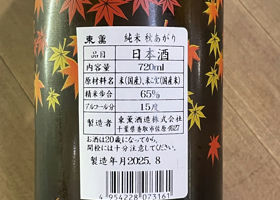 東薫 純米 秋あがり
品目 日本酒
内容量 720ml
原材料名 米(国産)、米こうじ(国産米)
精米歩合 65%
アルコール分 15度
製造者 東薫酒造株式会社
千葉県香取市佐原イ627
お酒は20歳になってから。
開栓には十分注意してください。
製造年月2025.8
4954228073161